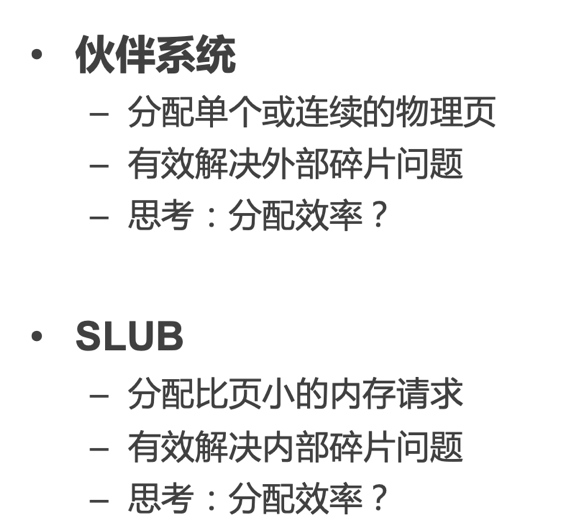 • 伙伴系统
– 分配单个或连续的物理页
– 有效解决外部碎片问题
– 思考：分配效率？
• SLUB
– 分配比页小的内存请求
– 有效解决内部碎片问题
– 思考：分配效率？